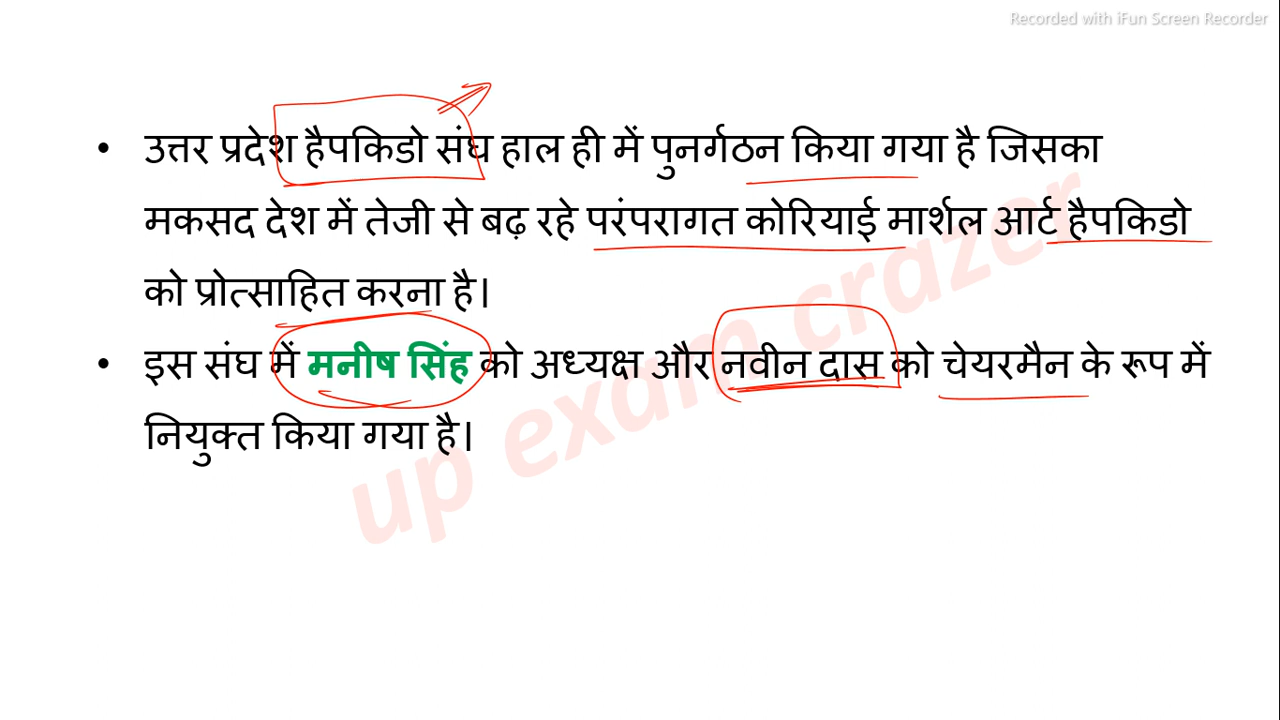 Recorded with iFun Screen Recorder
• उत्तर प्रदेश हैपकिडो संघ हाल ही में पुनर्गठन किया गया है जिसका
मकसद देश में तेजी से बढ़ रहे परंपरागत कोरियाई मार्शल आर्ट हैपकिडो
को प्रोत्साहित करना है।
• इस संघ में मनीष सिंह को अध्यक्ष और नवीन दास को चेयरमैन के रूप में
नियुक्त किया गया है।
up exam crazer